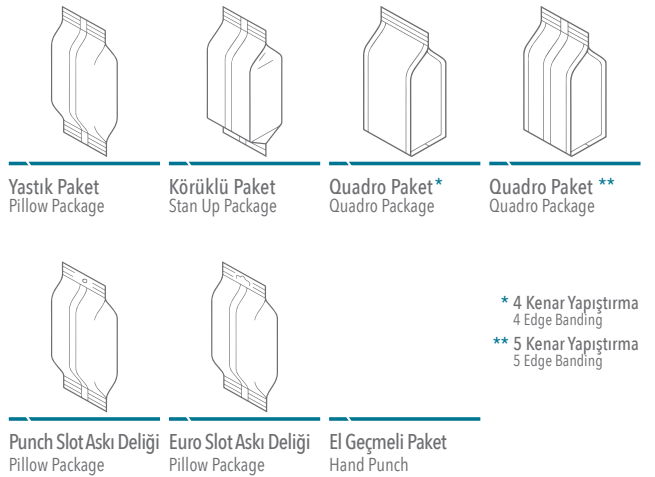 Yastık Paket
Pillow Package
Körüklü Paket
Stan Up Package
Quadro Paket*
Quadro Package
Quadro Paket **
Quadro Package
* 4 Kenar Yapıştırma
4 Edge Banding
** 5 Kenar Yapıştırma
5 Edge Banding
Punch Slot Askı Deliği
Pillow Package
Euro Slot Askı Deliği
Pillow Package
El Geçmeli Paket
Hand Punch